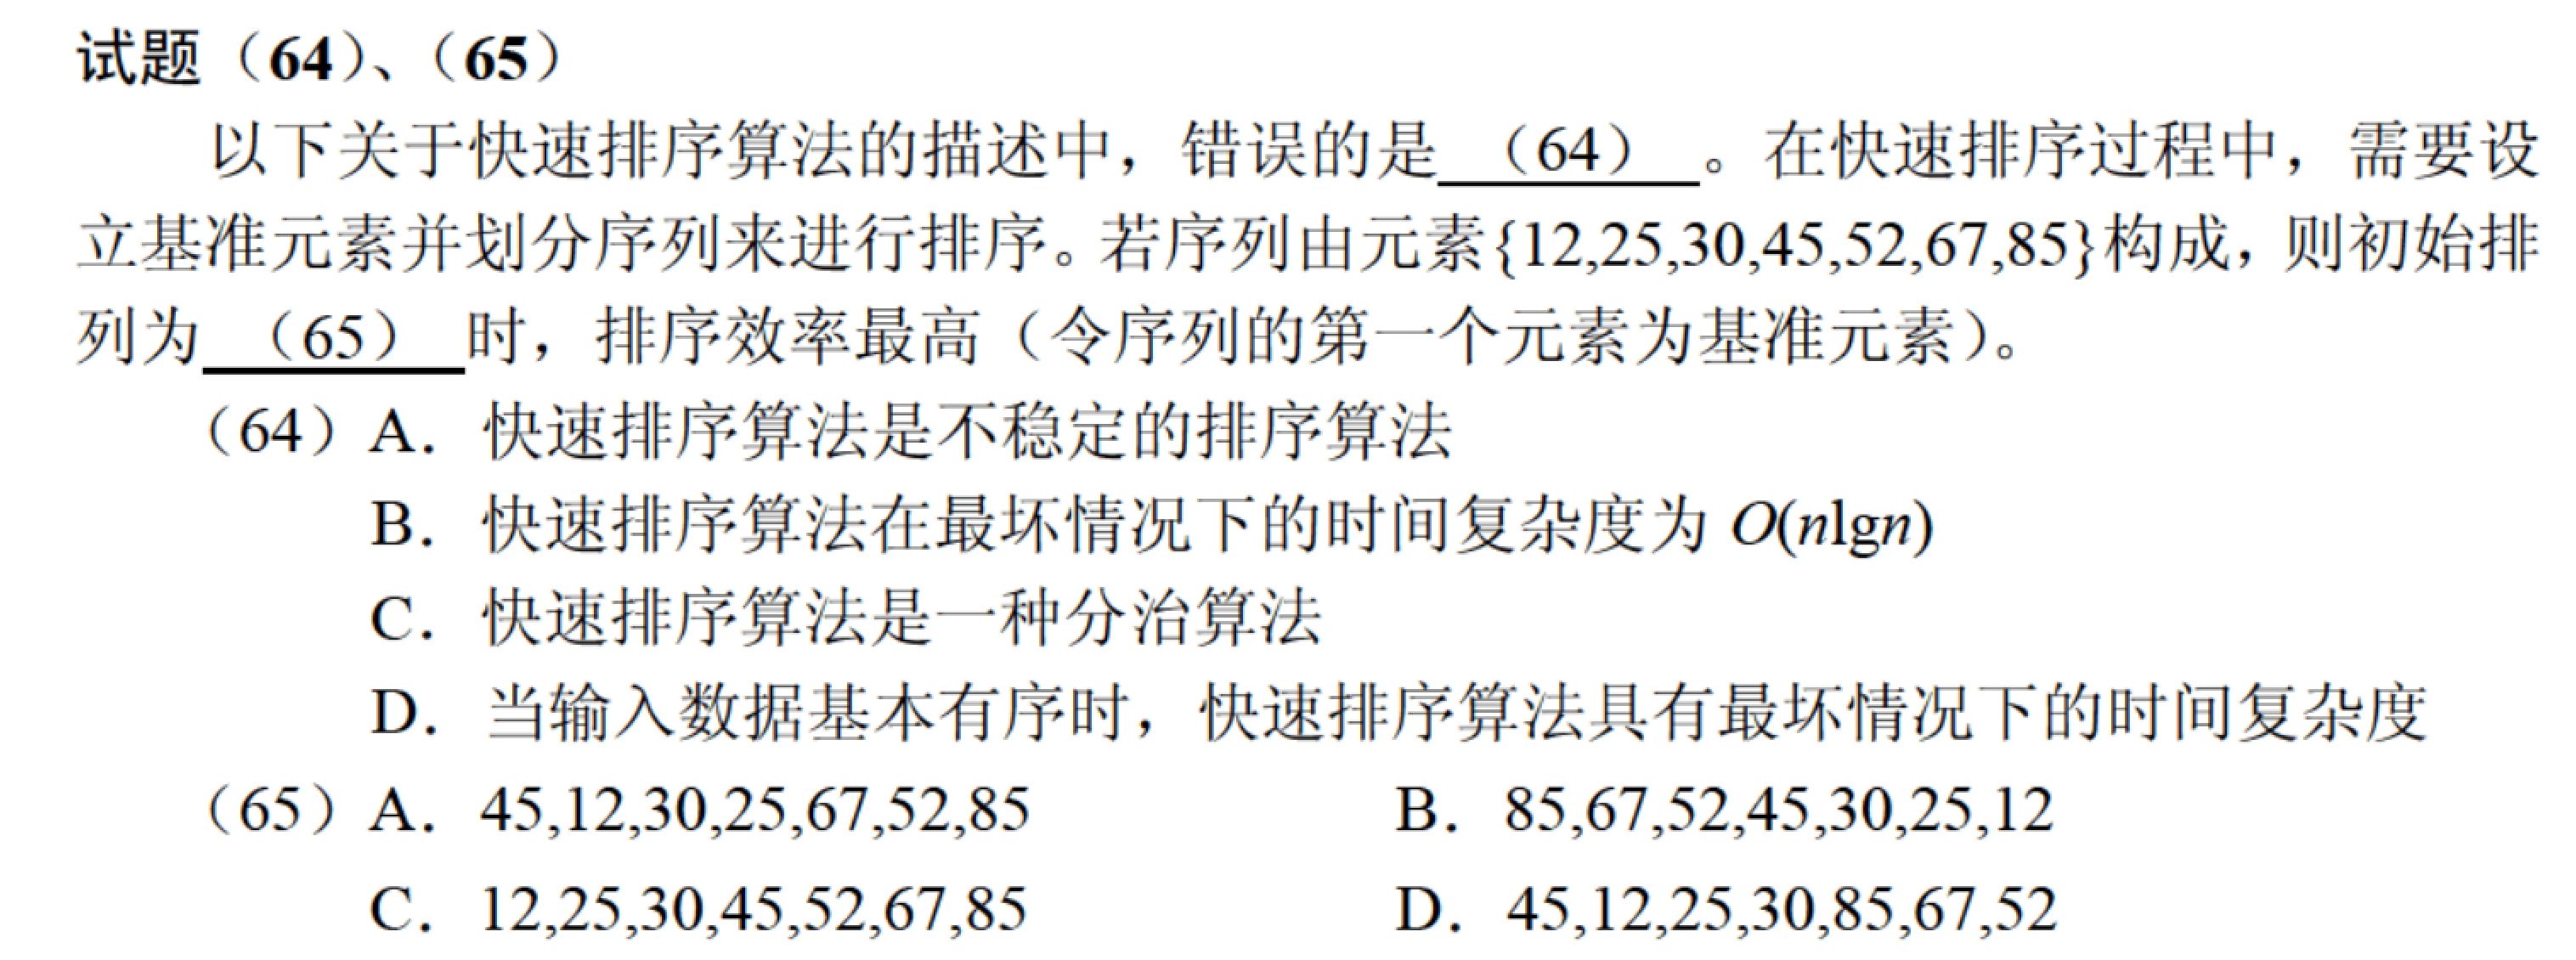 试题（64）、（65）
以下关于快速排序算法的描述中，错误的是 （64） 。在快速排序过程中，需要设
立基准元素并划分序列来进行排序。若序列由元素{12,25,30,45,52,67,85}构成，则初始排
列为 （65） 时，排序效率最高（令序列的第一个元素为基准元素）。
（64）A. 快速排序算法是不稳定的排序算法
B. 快速排序算法在最坏情况下的时间复杂度为 O(nlgn)
C. 快速排序算法是一种分治算法
D. 当输入数据基本有序时，快速排序算法具有最坏情况下的时间复杂度
（65）A. 45,12,30,25,67,52,85 B. 85,67,52,45,30,25,12
C. 12,25,30,45,52,67,85 D. 45,12,25,30,85,67,52